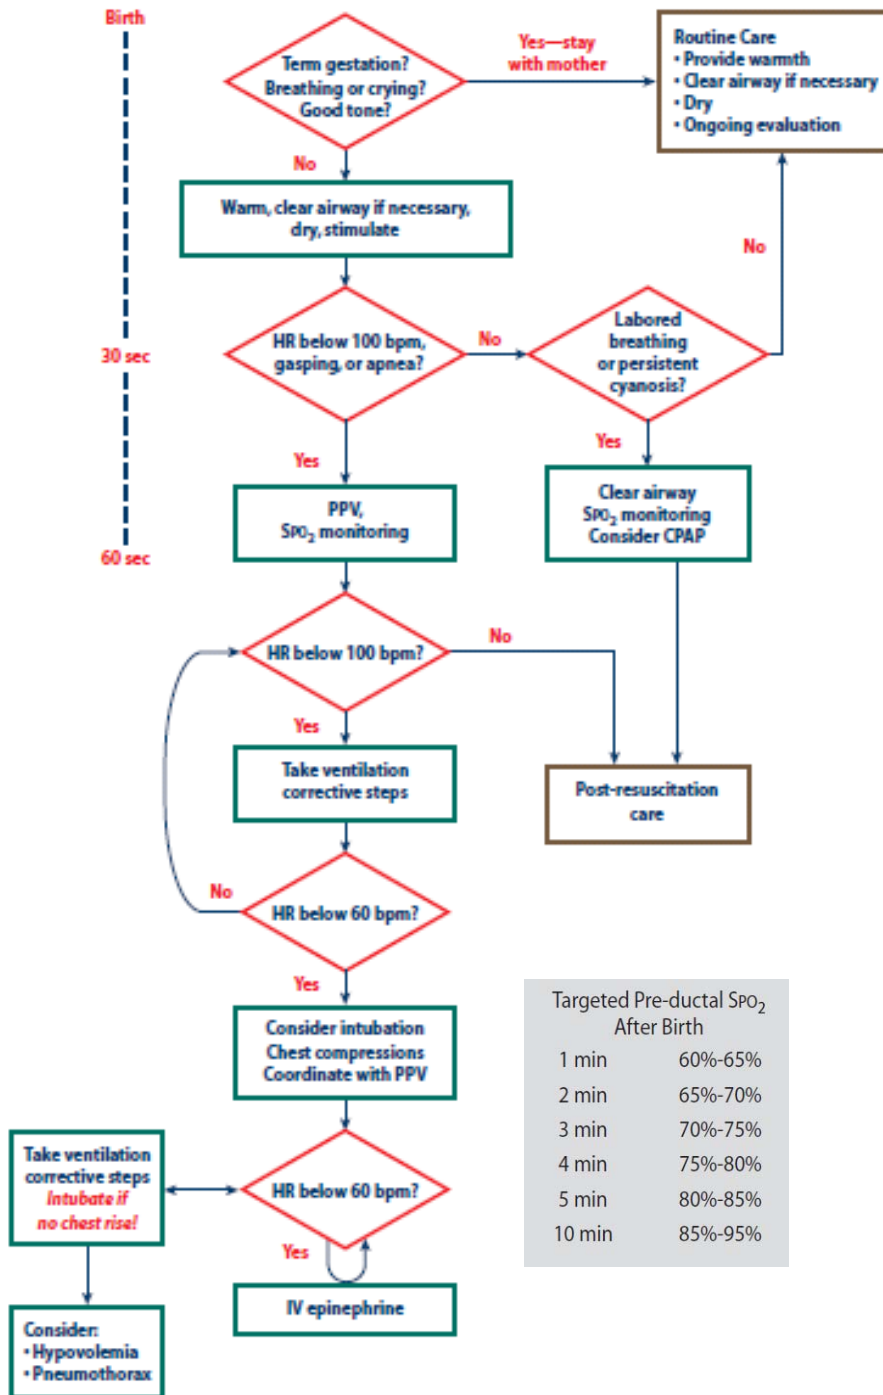 Birth
Term gestation?
Breathing or crying?
Good tone?
Yes—stay
with mother
Routine Care
• Provide warmth
• Clear airway if necessary
• Dry
• Ongoing evaluation
No
Warm, clear airway if necessary,
dry, stimulate
No
30 sec
HR below 100 bpm,
gasping, or apnea?
No
Labored
breathing
or persistent
cyanosis?
Yes
Yes
PPV,
SPO₂ monitoring
Clear airway
SPO₂ monitoring
Consider CPAP
60 sec
HR below 100 bpm?
No
Yes
Take ventilation
corrective steps
Post-resuscitation
care
No
HR below 60 bpm?
Yes
Consider intubation
Chest compressions
Coordinate with PPV
Targeted Pre-ductal SPO₂
After Birth
1 min 60%-65%
2 min 65%-70%
3 min 70%-75%
4 min 75%-80%
5 min 80%-85%
10 min 85%-95%
Take ventilation
corrective steps
Intubate if
no chest rise!
HR below 60 bpm?
Yes
IV epinephrine
Consider:
• Hypovolemia
• Pneumothorax